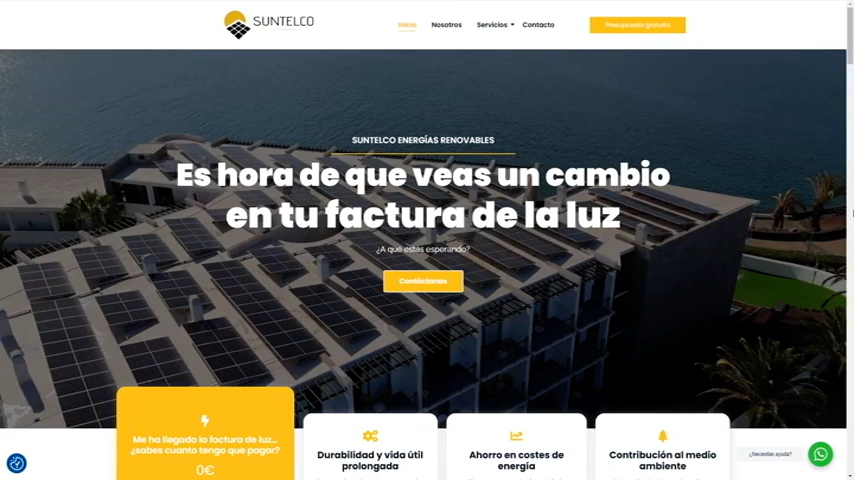 SUNTELCO
Inicio
Nosotros
Servicios
Contacto
Presupuesto gratuito
SUNTELCO ENERGÍAS RENOVABLES
Es hora de que veas un cambio
en tu factura de la luz
¿A qué estás esperando?
Contáctanos
Me ha llegado la factura de luz...
¿sabes cuanto tengo que pagar?
0€
Durabilidad y vida útil
prolongada
Ahorro en costes de
energía
Contribución al medio
ambiente
¿Necesitas ayuda?